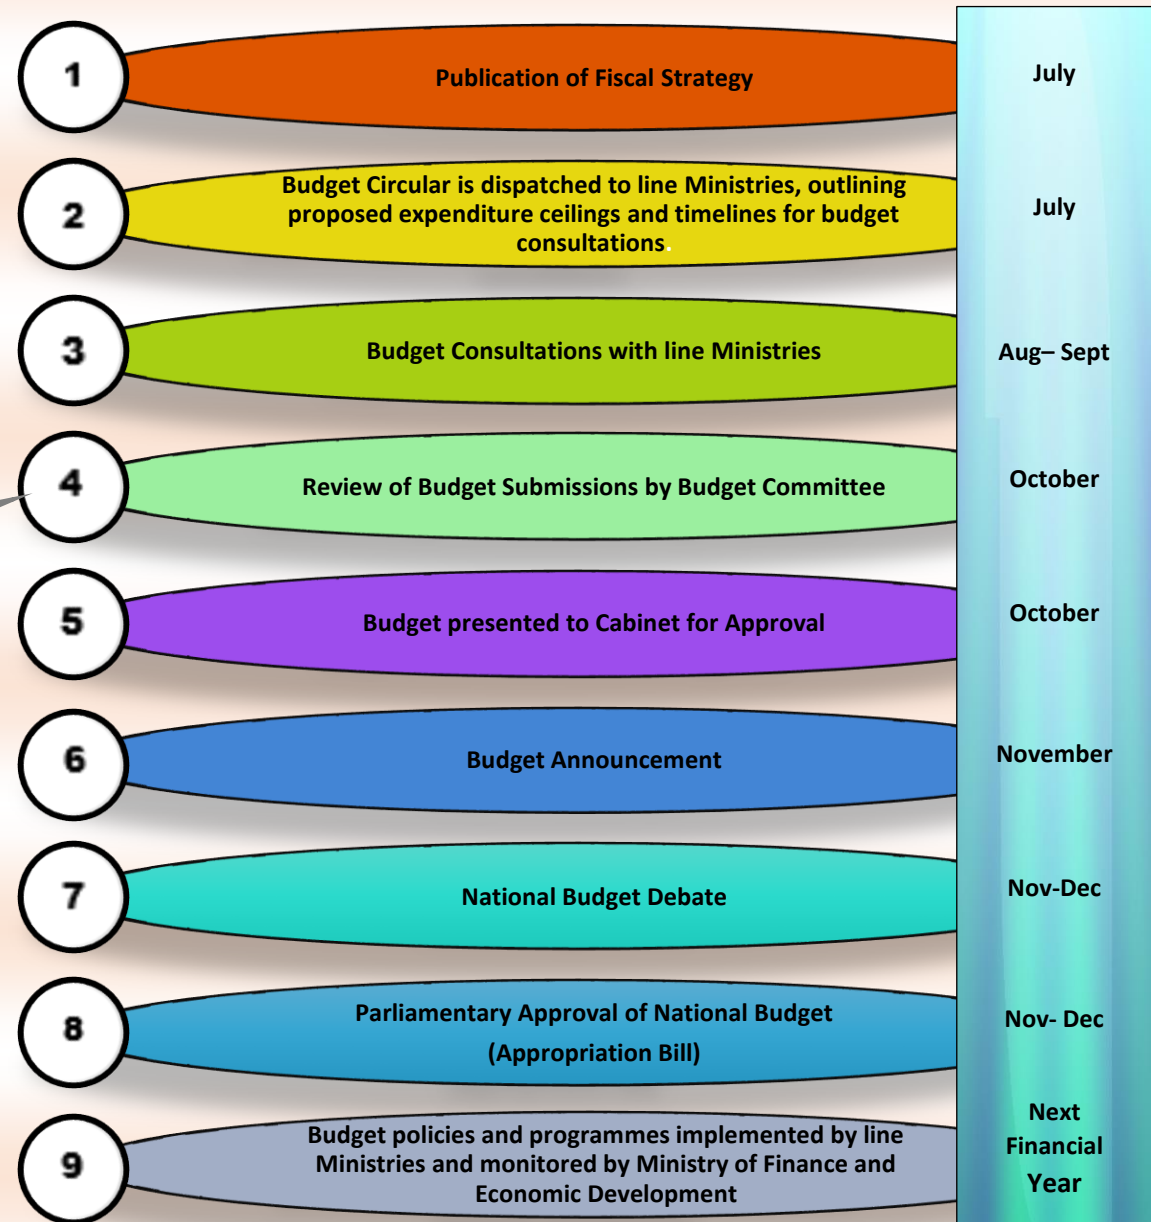 1
Publication of Fiscal Strategy
July
2
Budget Circular is dispatched to line Ministries, outlining
proposed expenditure ceilings and timelines for budget
consultations.
July
3
Budget Consultations with line Ministries
Aug– Sept
4
Review of Budget Submissions by Budget Committee
October
5
Budget presented to Cabinet for Approval
October
6
Budget Announcement
November
7
National Budget Debate
Nov-Dec
8
Parliamentary Approval of National Budget
(Appropriation Bill)
Nov- Dec
9
Budget policies and programmes implemented by line
Ministries and monitored by Ministry of Finance and
Economic Development
Next
Financial
Year